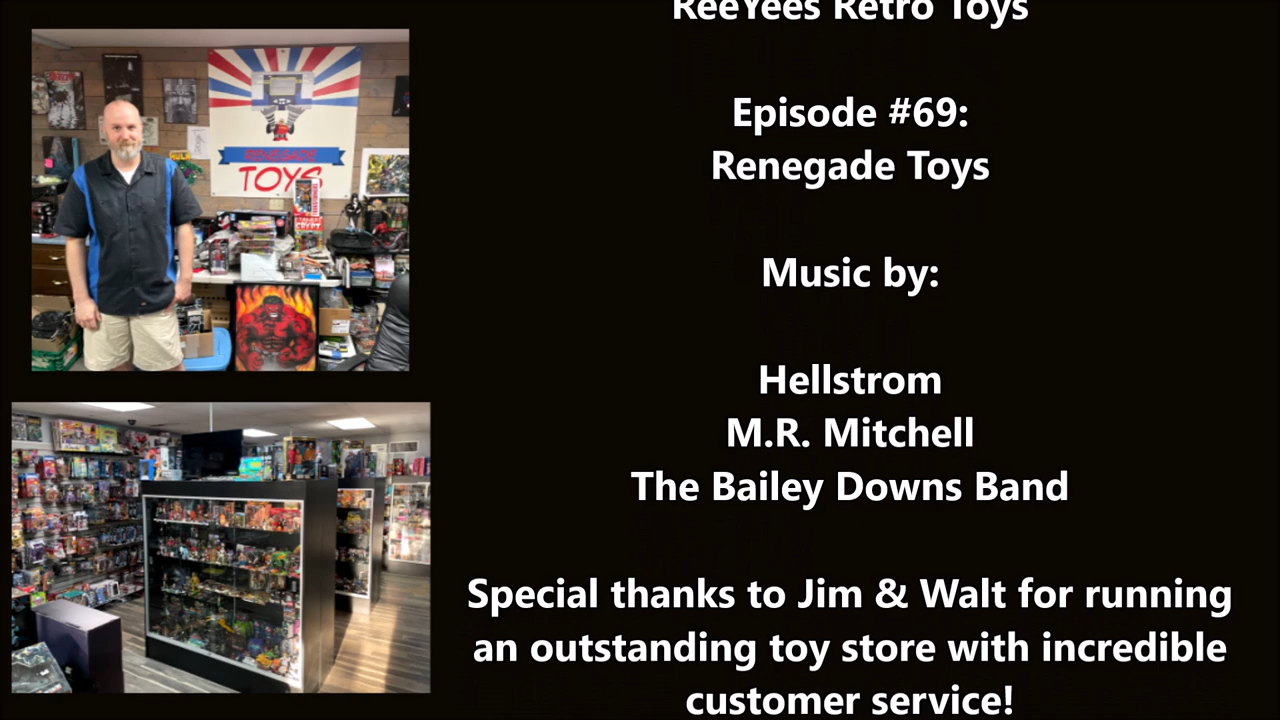 ReeYees Retro Toys
Episode #69:
Renegade Toys
Music by:
Hellstrom
M.R. Mitchell
The Bailey Downs Band
Special thanks to Jim & Walt for running
an outstanding toy store with incredible
customer service!
RENEGADE
TOYS
HULK